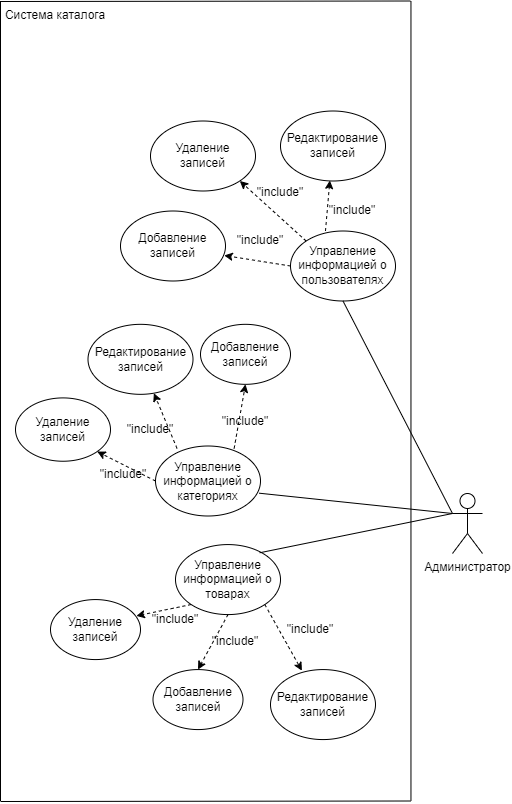 Система каталога
Удаление
записей
Редактирование
записей
"include"
"include"
Добавление
записей
"include"
Управление
информацией о
пользователях
Редактирование
записей
Добавление
записей
Удаление
записей
"include"
"include"
"include"
Управление
информацией о
категориях
Администратор
Управление
информацией о
товарах
Удаление
записей
"include"
"include"
"include"
Добавление
записей
Редактирование
записей